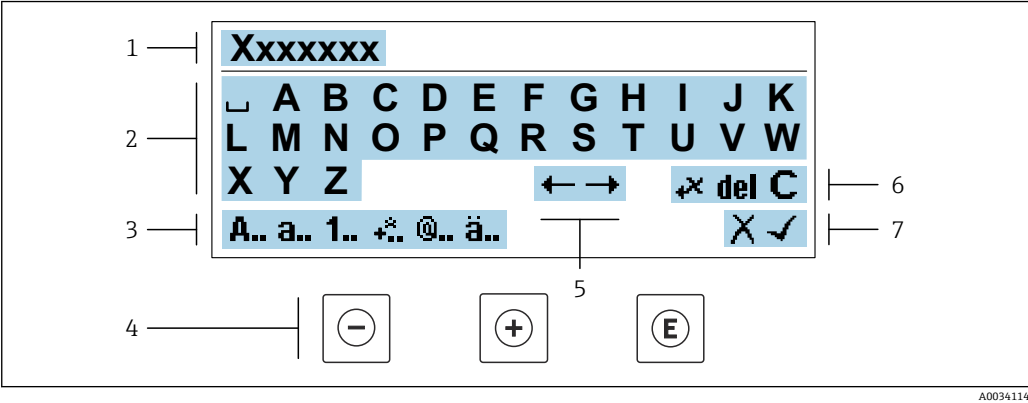 1 Xxxxxxx
␣ A B C D E F G H I J K
2 L M N O P Q R S T U V W
X Y Z ← → +× del C 6
3 A.. a.. 1.. +×.. @.. ä.. X ✓ 7
5
4 − + E
A0034114